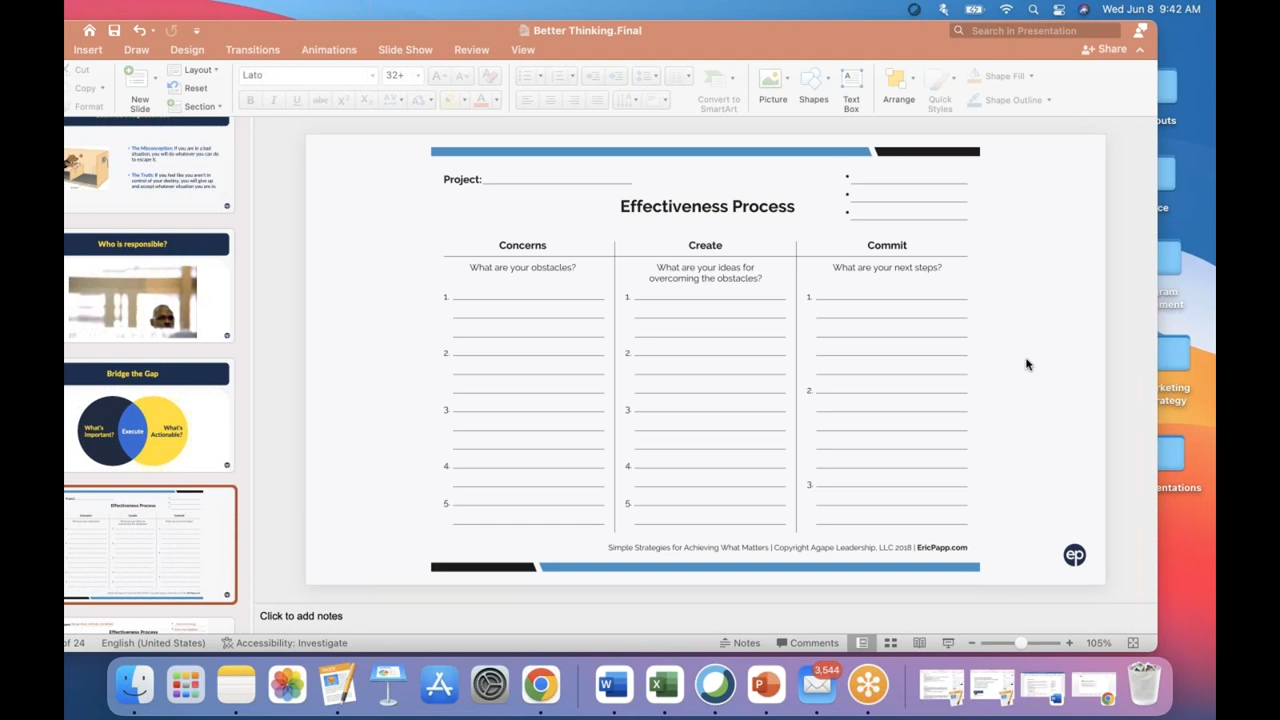 Wed Jun 8 9:42 AM
Better Thinking.Final
Search in Presentation
Insert Draw Design Transitions Animations Slide Show Review View
Share
Cut
Copy
Format
New Slide
Layout
Reset
Section
Lato
32+
Convert to SmartArt
Picture
Shapes
Text Box
Arrange
Quick Styles
Shape Fill
Shape Outline
The Misconception: If you are in a bad
situation, you will do whatever you can do
to escape it.
The Truth: If you feel like you aren't in
control of your destiny, you will give up
and accept whatever situation you are in.
Who is responsible?
Bridge the Gap
What's Important?
Execute
What's Actionable?
Effectiveness Process
Project:
Effectiveness Process
Concerns Create Commit
What are your obstacles?
What are your ideas for
overcoming the obstacles?
What are your next steps?
1. 1. 1.
2. 2.
2.
3. 3.
4. 4.
3.
5. 5.
Simple Strategies for Achieving What Matters | Copyright Agape Leadership, LLC 2018 | EricPapp.com
ep
Click to add notes
of 24 English (United States) Accessibility: Investigate
Notes Comments 105%
outs
ce
ram
ment
keting
ategy
entations
3,544